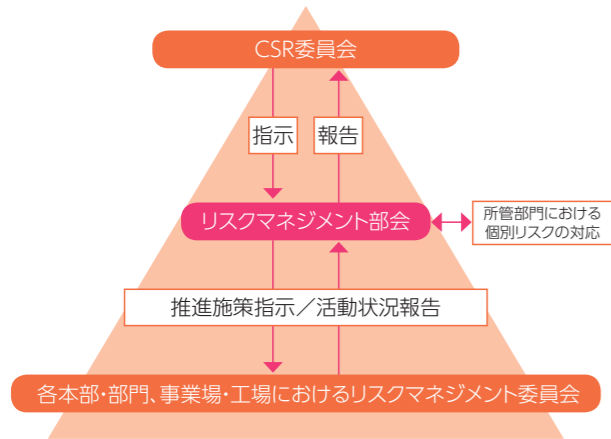 CSR委員会
指示
報告
リスクマネジメント部会
所管部門における
個別リスクの対応
推進施策指示／活動状況報告
各本部・部門、事業場・工場におけるリスクマネジメント委員会